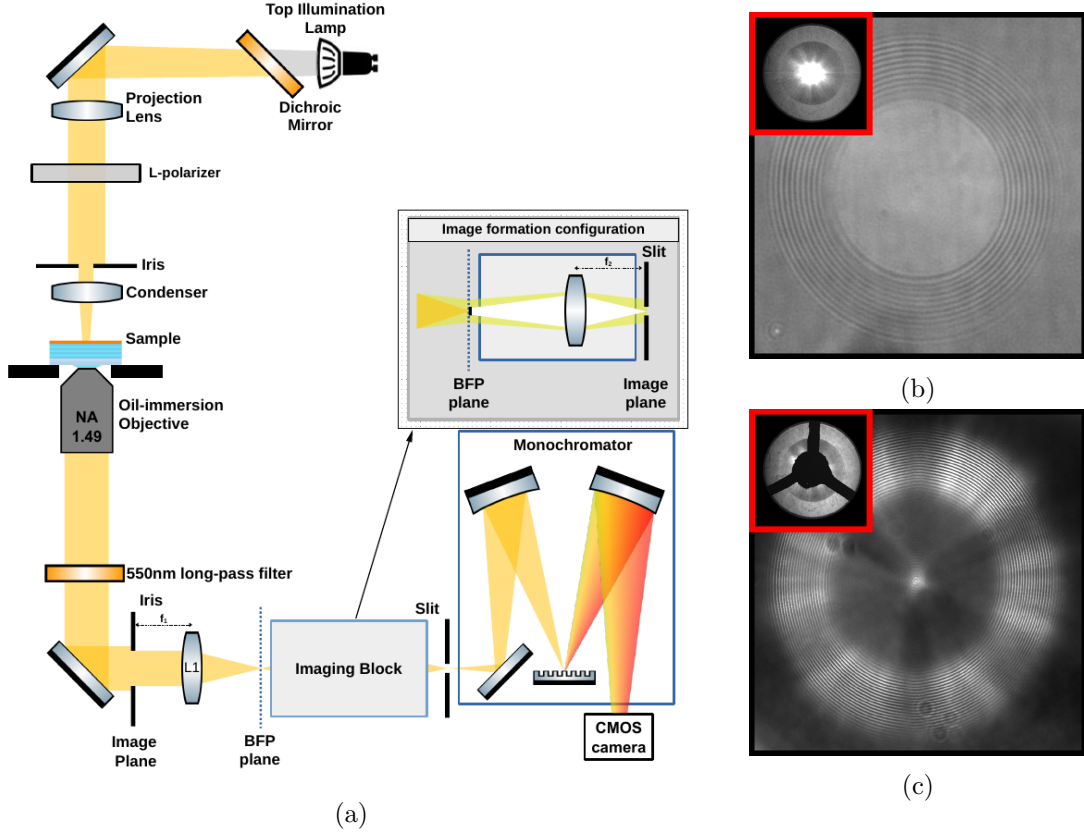 Top Illumination
Lamp
Projection
Lens
Dichroic
Mirror
L-polarizer
Iris
Condenser
Sample
NA
1.49
Oil-immersion
Objective
550nm long-pass filter
Iris
f₁
L1
Image
Plane
BFP
plane
Imaging Block
Slit
Image formation configuration
Slit
f₂
BFP
plane
Image
plane
Monochromator
CMOS
camera
(a)
(b)
(c)